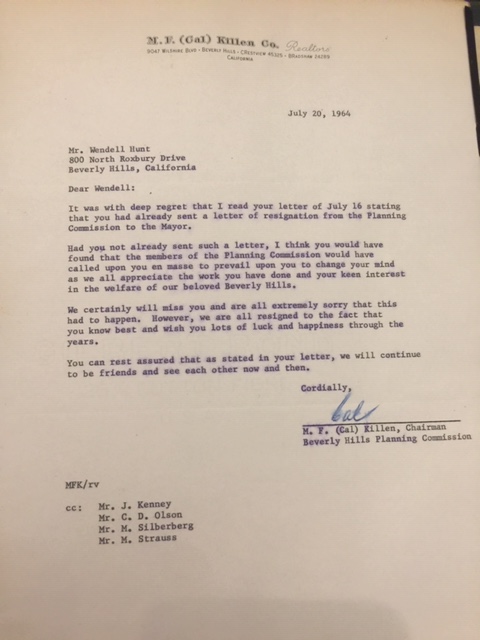 M.F. (Cal) Killen Co. Realtors
9047 WILSHIRE BLVD · BEVERLY HILLS ·
CALIFORNIA
July 20, 1964
Mr. Wendell Hunt
800 North Roxbury Drive
Beverly Hills, California
Dear Wendell:
It was with deep regret that I read your letter of July 16 stating
that you had already sent a letter of resignation from the Planning
Commission to the Mayor.
Had you not already sent such a letter, I think you would have
found that the members of the Planning Commission would have
called upon you en masse to prevail upon you to change your mind
as we all appreciate the work you have done and your keen interest
in the welfare of our beloved Beverly Hills.
We certainly will miss you and are all extremely sorry that this
had to happen. However, we are all resigned to the fact that
you know best and wish you lots of luck and happiness through the
years.
You can rest assured that as stated in your letter, we will continue
to be friends and see each other now and then.
Cordially,
Cal
M. F. (Cal) Killen, Chairman
Beverly Hills Planning Commission
MFK/rv
cc: Mr. J. Kenney
Mr. C. D. Olson
Mr. M. Silberberg
Mr. M. Strauss